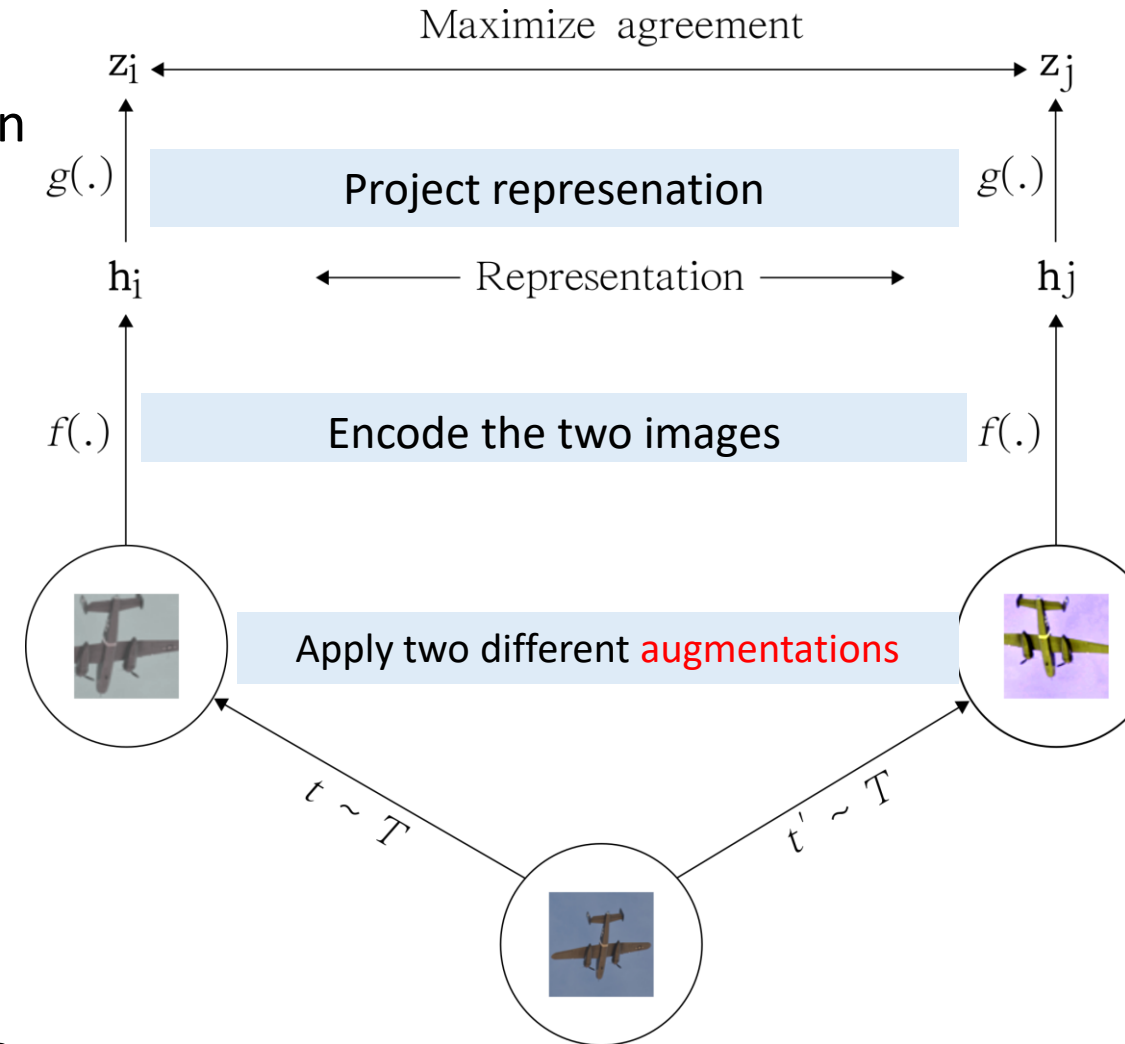 Maximize agreement
zi zj
n
g(.) Project represenation g(.)
hi Representation hj
f(.) Encode the two images f(.)
Apply two different augmentations
t ~ T t' ~ T